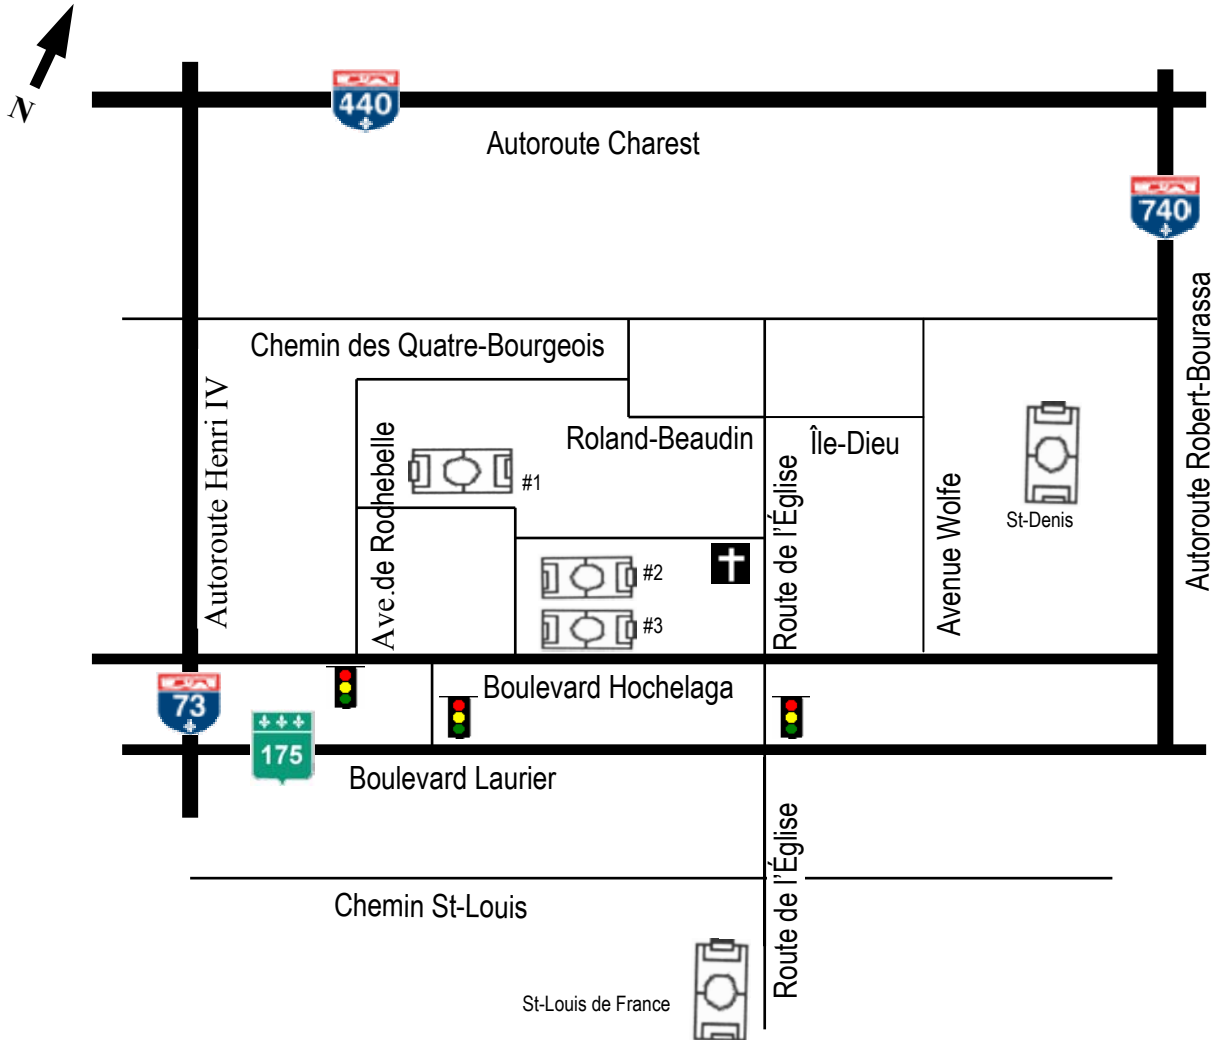 N
440
Autoroute Charest
740
Autoroute Robert-Bourassa
Chemin des Quatre-Bourgeois
Autoroute Henri IV
Ave.de Rochebelle
Roland-Beaudin
Île-Dieu
#1
Route de l'Église
Avenue Wolfe
St-Denis
#2
#3
73
Boulevard Hochelaga
175
Boulevard Laurier
Route de l'Église
Chemin St-Louis
St-Louis de France